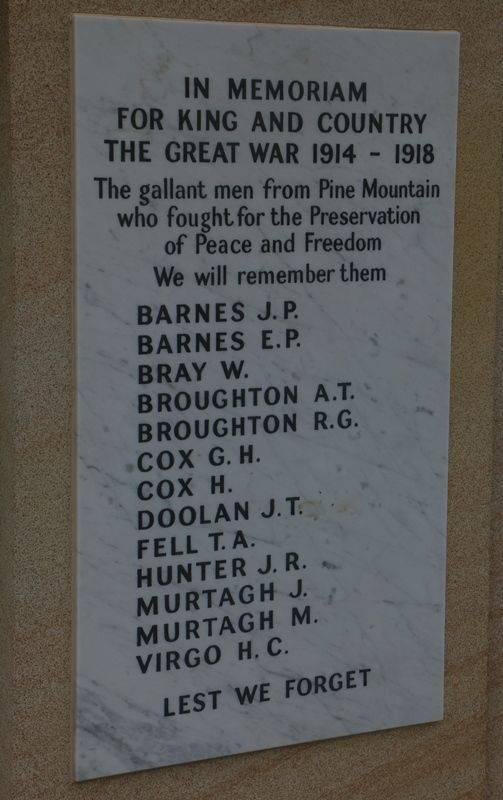 IN MEMORIAM
FOR KING AND COUNTRY
THE GREAT WAR 1914 - 1918
The gallant men from Pine Mountain
who fought for the Preservation
of Peace and Freedom
We will remember them
BARNES J.P.
BARNES E.P.
BRAY W.
BROUGHTON A.T.
BROUGHTON R.G.
COX G.H.
COX H.
DOOLAN J.T.
FELL T.A.
HUNTER J.R.
MURTAGH J.
MURTAGH M.
VIRGO H.C.
LEST WE FORGET